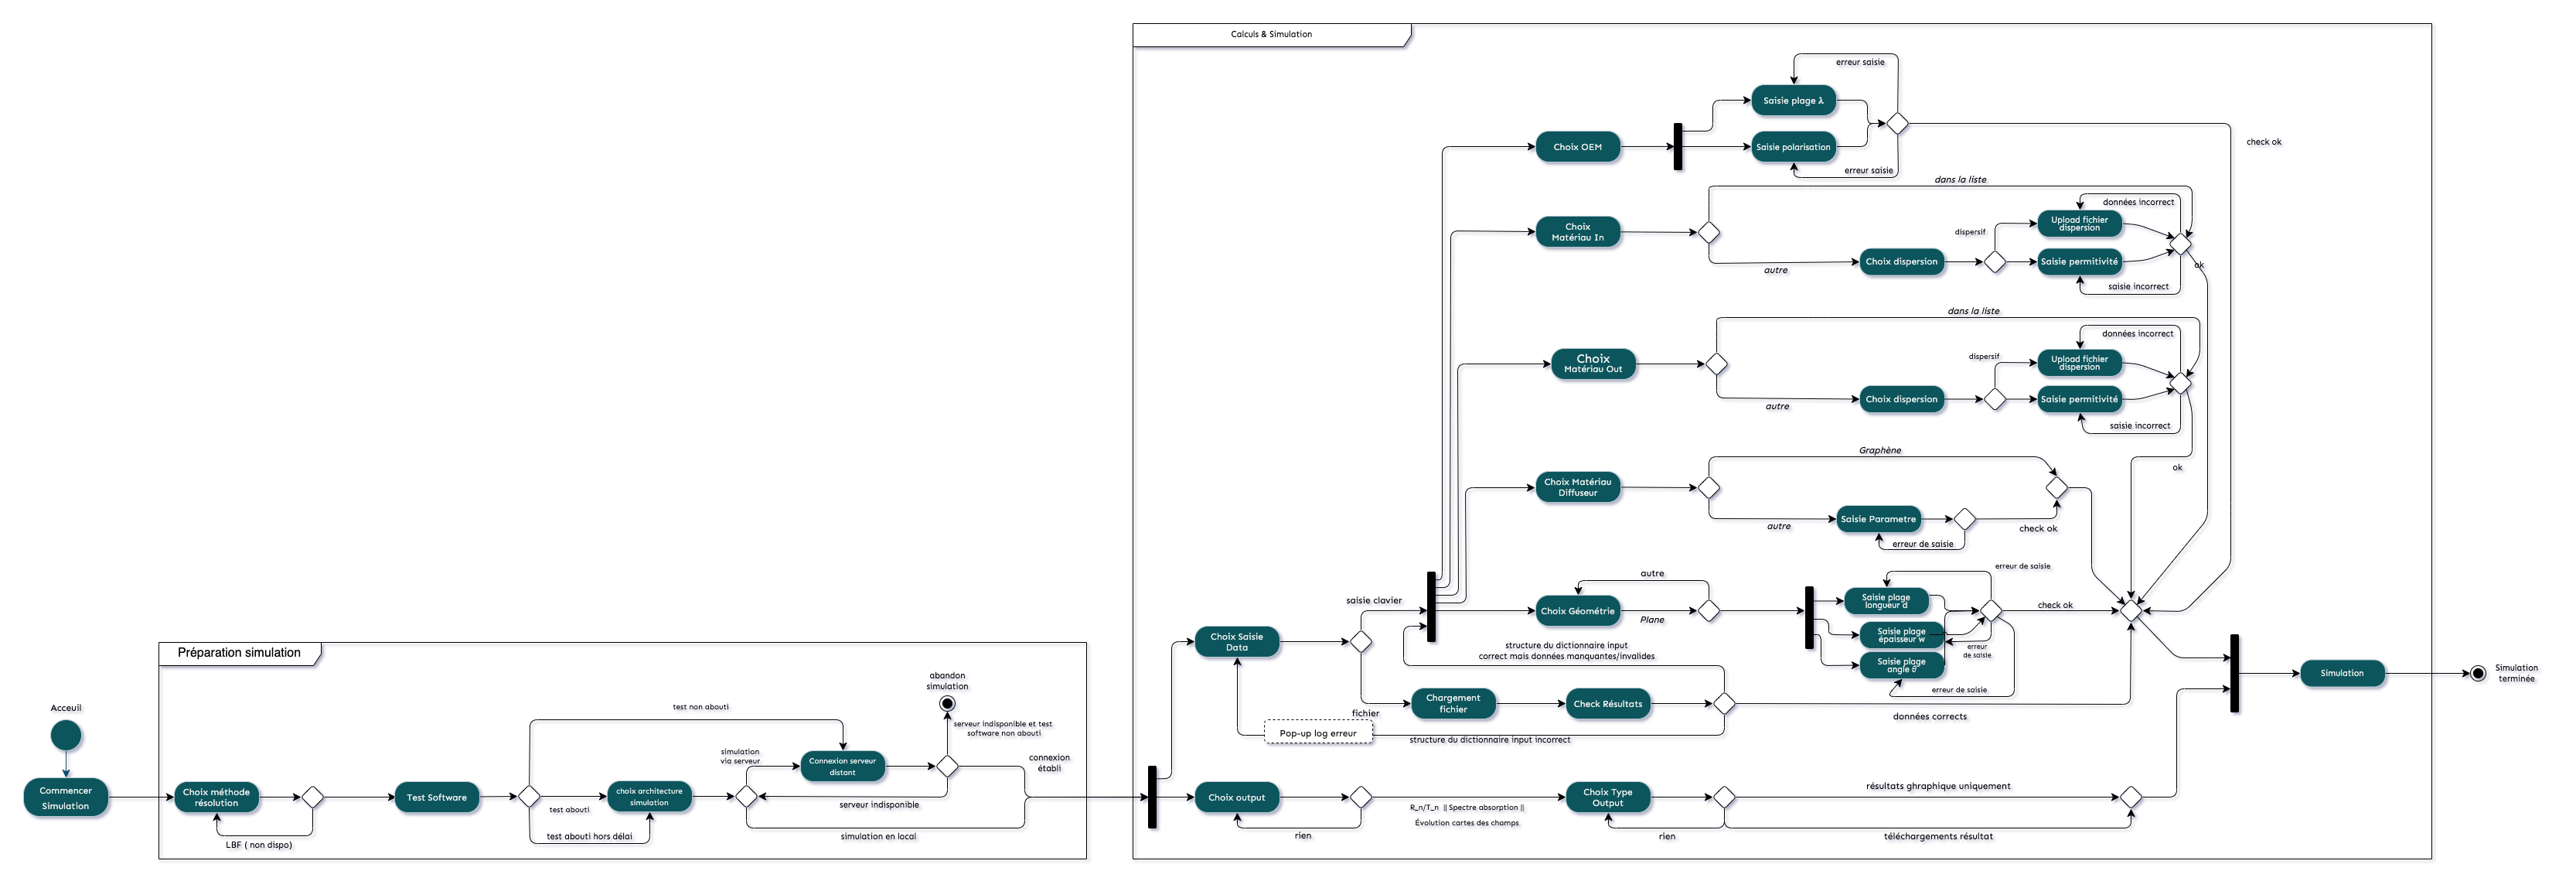 Calculs & Simulation
erreur saisie
Saisie plage λ
Choix OEM
Saisie polarisation
check ok
erreur saisie
dans la liste
données incorrect
Choix
Matériau In
Upload fichier
dispersion
dispersif
autre
Choix dispersion
Saisie permitivité
ok
saisie incorrect
dans la liste
données incorrect
Choix
Matériau Out
dispersif
Upload fichier
dispersion
autre
Choix dispersion
Saisie permitivité
saisie incorrect
Graphène
ok
Choix Matériau
Diffuseur
autre
Saisie Parametre
check ok
erreur de saisie
erreur de saisie
autre
saisie clavier
Choix Géométrie
Plane
Saisie plage
longueur d
check ok
Saisie plage
épaisseur w
erreur
de saisie
Saisie plage
angle θ
erreur de saisie
Choix Saisie
Data
structure du dictionnaire input
correct mais données manquantes/invalides
fichier
Chargement
fichier
Check Résultats
données corrects
Pop-up log erreur
structure du dictionnaire input incorrect
Simulation
Simulation
terminée
Préparation simulation
abandon
simulation
Acceuil
test non abouti
serveur indisponible et test
software non abouti
simulation
via serveur
Connexion serveur
distant
connexion
établi
Commencer
Simulation
Choix méthode
résolution
Test Software
choix architecture
simulation
test abouti
serveur indisponible
test abouti hors délai
simulation en local
LBF ( non dispo)
Choix output
R_n/T_n || Spectre absorption ||
Évolution cartes des champs
rien
Choix Type
Output
résultats ghraphique uniquement
rien
téléchargements résultat